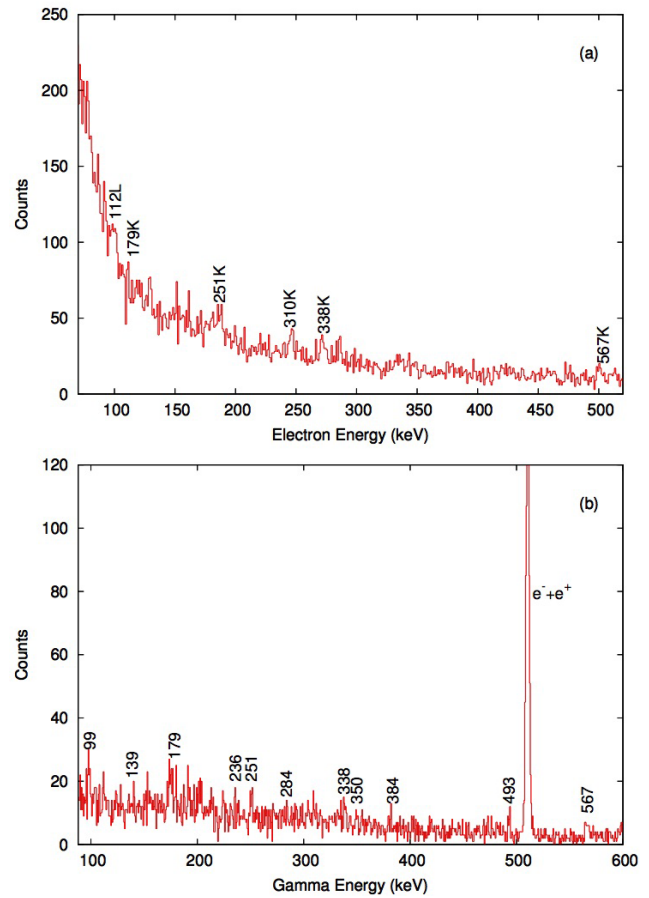 (a)
Counts
250
200
150
100
50
0
112L
179K
251K
310K
338K
567K
100 150 200 250 300 350 400 450 500
Electron Energy (keV)
(b)
Counts
120
100
80
60
40
20
0
99
139
179
236
251
284
338
350
384
493
e⁻+e⁺
567
100 200 300 400 500 600
Gamma Energy (keV)